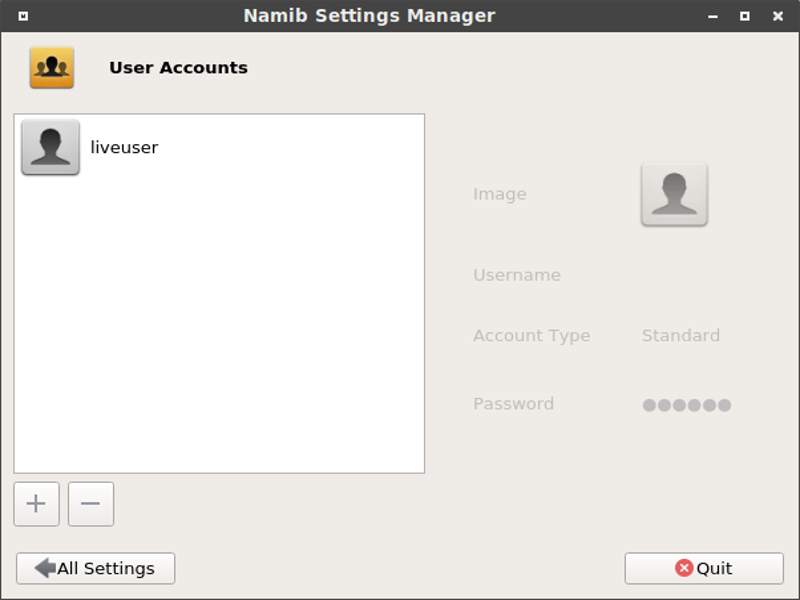 Namib Settings Manager
User Accounts
liveuser
Image
Username
Account Type Standard
Password ●●●●●●
All Settings
Quit